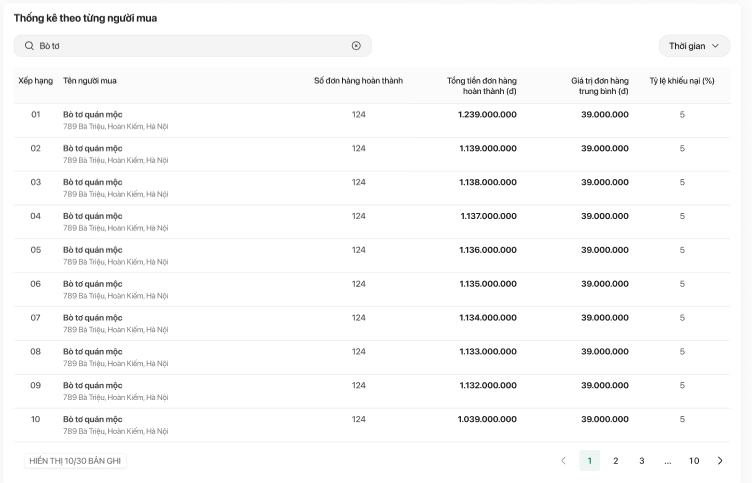 Thống kê theo từng người mua
Bò tơ
Thời gian
Xếp hạng Tên người mua Số đơn hàng hoàn thành Tổng tiền đơn hàng hoàn thành (đ) Giá trị đơn hàng trung bình (đ) Tỷ lệ khiếu nại (%)
01 Bò tơ quán mộc 124 1.239.000.000 39.000.000 5
789 Bà Triệu, Hoàn Kiếm, Hà Nội
02 Bò tơ quán mộc 124 1.139.000.000 39.000.000 5
789 Bà Triệu, Hoàn Kiếm, Hà Nội
03 Bò tơ quán mộc 124 1.138.000.000 39.000.000 5
789 Bà Triệu, Hoàn Kiếm, Hà Nội
04 Bò tơ quán mộc 124 1.137.000.000 39.000.000 5
789 Bà Triệu, Hoàn Kiếm, Hà Nội
05 Bò tơ quán mộc 124 1.136.000.000 39.000.000 5
789 Bà Triệu, Hoàn Kiếm, Hà Nội
06 Bò tơ quán mộc 124 1.135.000.000 39.000.000 5
789 Bà Triệu, Hoàn Kiếm, Hà Nội
07 Bò tơ quán mộc 124 1.134.000.000 39.000.000 5
789 Bà Triệu, Hoàn Kiếm, Hà Nội
08 Bò tơ quán mộc 124 1.133.000.000 39.000.000 5
789 Bà Triệu, Hoàn Kiếm, Hà Nội
09 Bò tơ quán mộc 124 1.132.000.000 39.000.000 5
789 Bà Triệu, Hoàn Kiếm, Hà Nội
10 Bò tơ quán mộc 124 1.039.000.000 39.000.000 5
789 Bà Triệu, Hoàn Kiếm, Hà Nội
HIỂN THỊ 10/30 BẢN GHI 1 2 3 ... 10